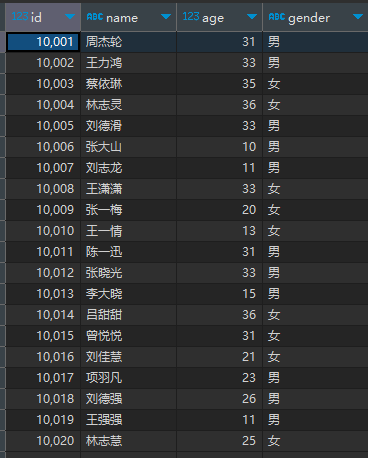 123 id ABC name 123 age ABC gender
10,001 周杰轮 31 男
10,002 王力鸿 33 男
10,003 蔡依琳 35 女
10,004 林志灵 36 女
10,005 刘德滑 33 男
10,006 张大山 10 男
10,007 刘志龙 11 男
10,008 王潇潇 33 女
10,009 张一梅 20 女
10,010 王一情 13 女
10,011 陈一迅 31 男
10,012 张晓光 33 男
10,013 李大晓 15 男
10,014 吕甜甜 36 女
10,015 曾悦悦 31 女
10,016 刘佳慧 21 女
10,017 项羽凡 23 男
10,018 刘德强 26 男
10,019 王强强 11 男
10,020 林志慧 25 女